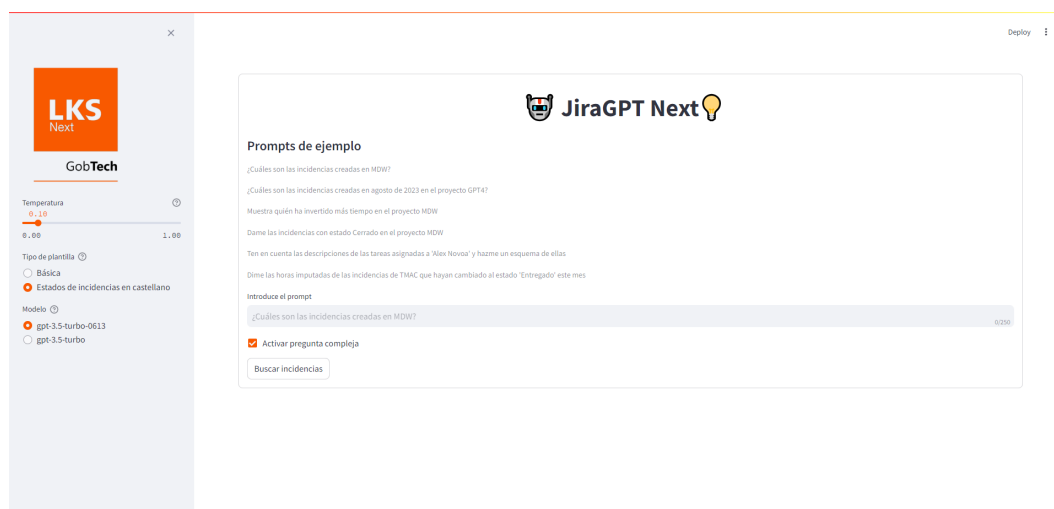 Deploy
LKS
Next
GobTech
Temperatura
0.10
0.00 1.00
Tipo de plantilla
Básica
Estados de incidencias en castellano
Modelo
gpt-3.5-turbo-0613
gpt-3.5-turbo
JiraGPT Next
Prompts de ejemplo
¿Cuáles son las incidencias creadas en MDW?
¿Cuáles son las incidencias creadas en agosto de 2023 en el proyecto GPT4?
Muestra quién ha invertido más tiempo en el proyecto MDW
Dame las incidencias con estado Cerrado en el proyecto MDW
Ten en cuenta las descripciones de las tareas asignadas a 'Alex Novoa' y hazme un esquema de ellas
Dime las horas imputadas de las incidencias de TMAC que hayan cambiado al estado 'Entregado' este mes
Introduce el prompt
¿Cuáles son las incidencias creadas en MDW?
0/350
Activar pregunta compleja
Buscar incidencias